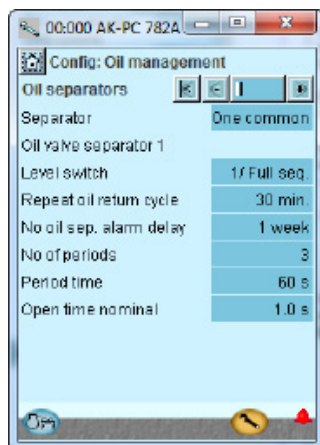 00:000 AK-PC 782A
Config: Oil management
Oil separators
Separator One common
Oil valve separator 1
Level switch 1/ Full seq.
Repeat oil return cycle 30 min.
No oil sep. alarm delay 1 week
No of periods 3
Period time 60 s
Open time nominal 1.0 s